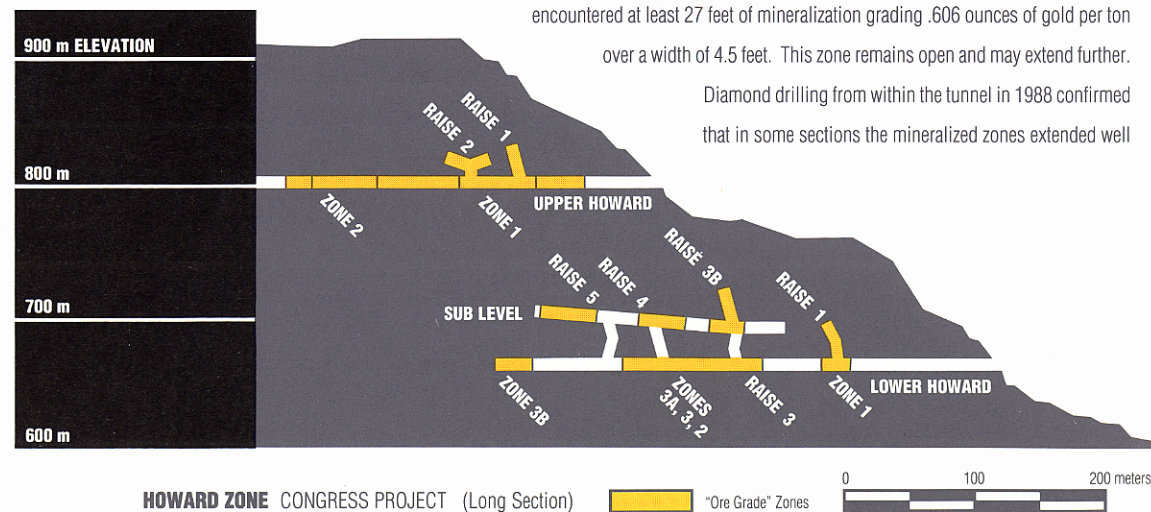 encountered at least 27 feet of mineralization grading .606 ounces of gold per ton
over a width of 4.5 feet. This zone remains open and may extend further.
Diamond drilling from within the tunnel in 1988 confirmed
that in some sections the mineralized zones extended well
900 m ELEVATION
RAISE 1
RAISE 2
800 m
ZONE 2
ZONE 1
UPPER HOWARD
RAISE 3B
RAISE 5
RAISE 4
RAISE 1
700 m
SUB LEVEL
ZONE 3B
ZONES
3A, 3, 2
RAISE 3
ZONE 1
LOWER HOWARD
600 m
HOWARD ZONE CONGRESS PROJECT (Long Section)
"Ore Grade" Zones
0 100 200 meters